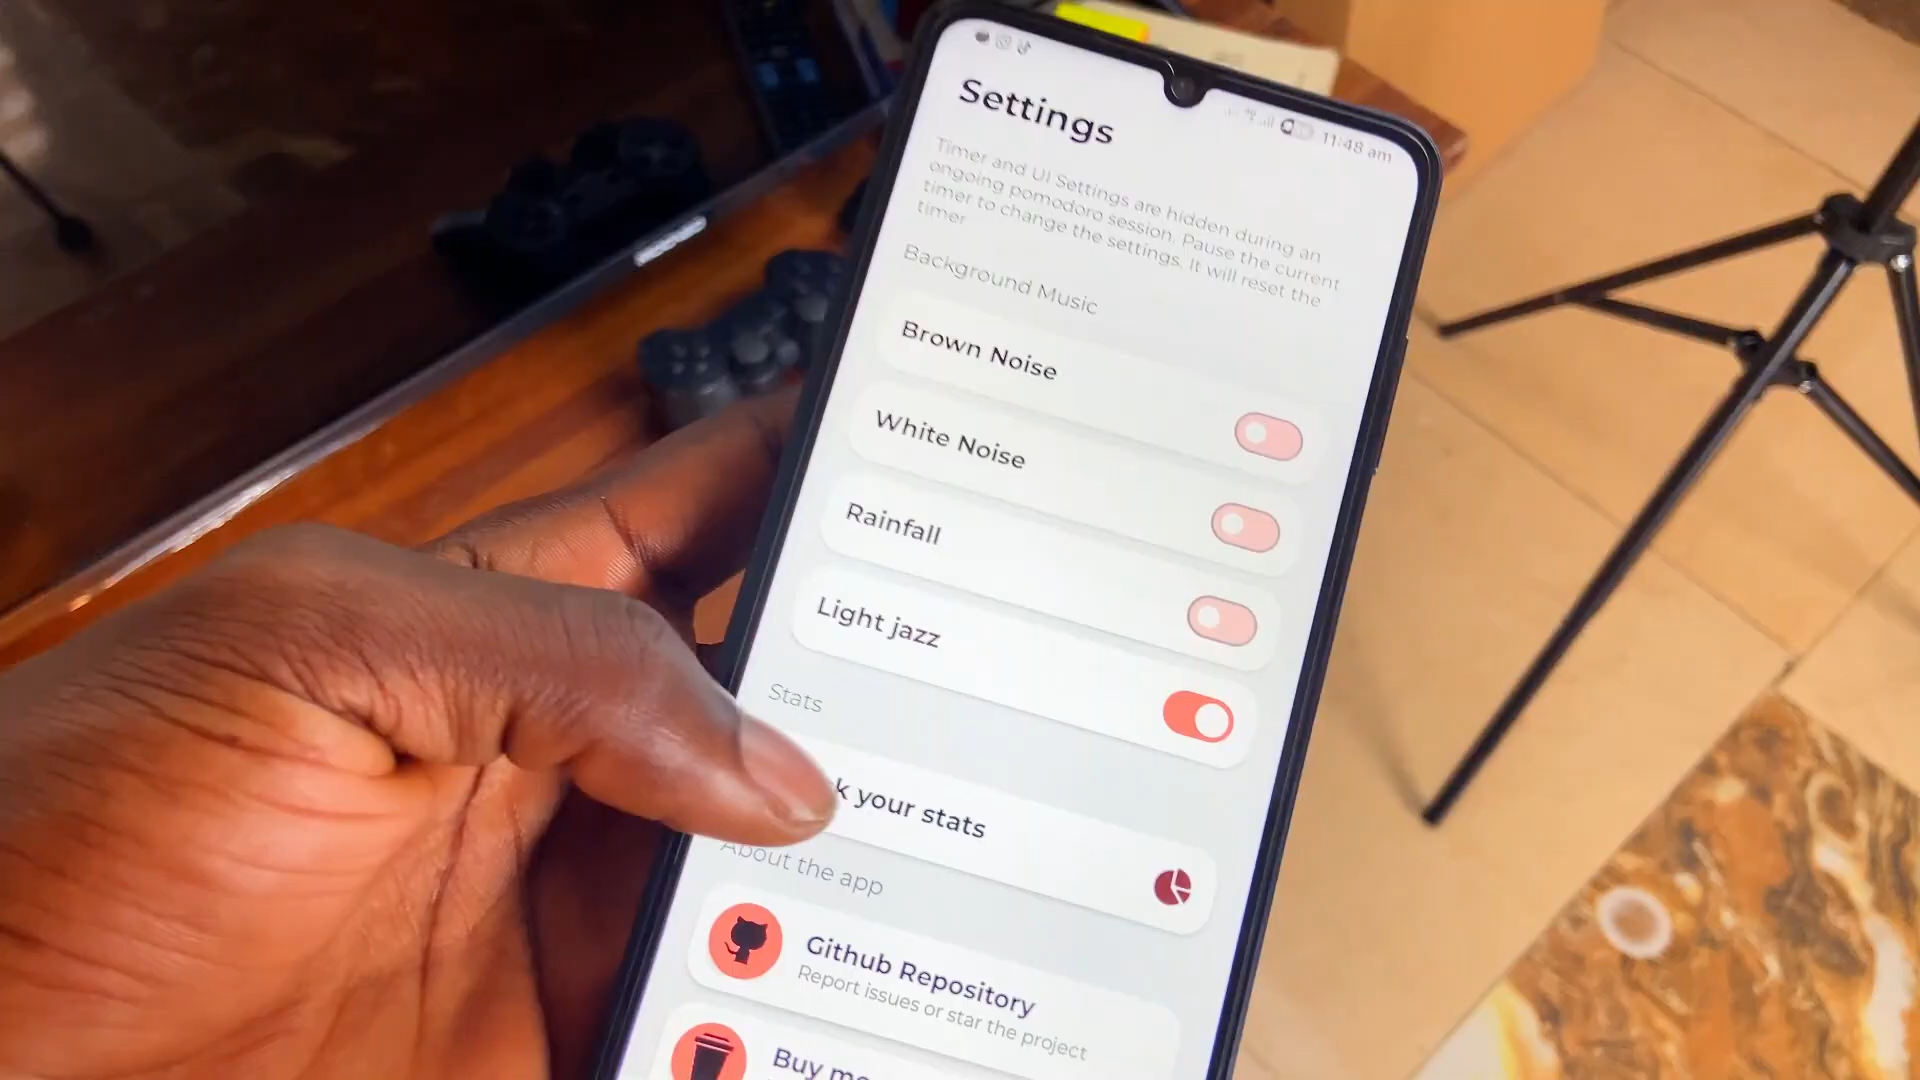 11:48 am
Settings
Timer and UI Settings are hidden during an
ongoing pomodoro session. Pause the current
timer to change the settings. It will reset the
timer
Background Music
Brown Noise
White Noise
Rainfall
Light jazz
Stats
k your stats
About the app
Github Repository
Report issues or star the project
Buy me